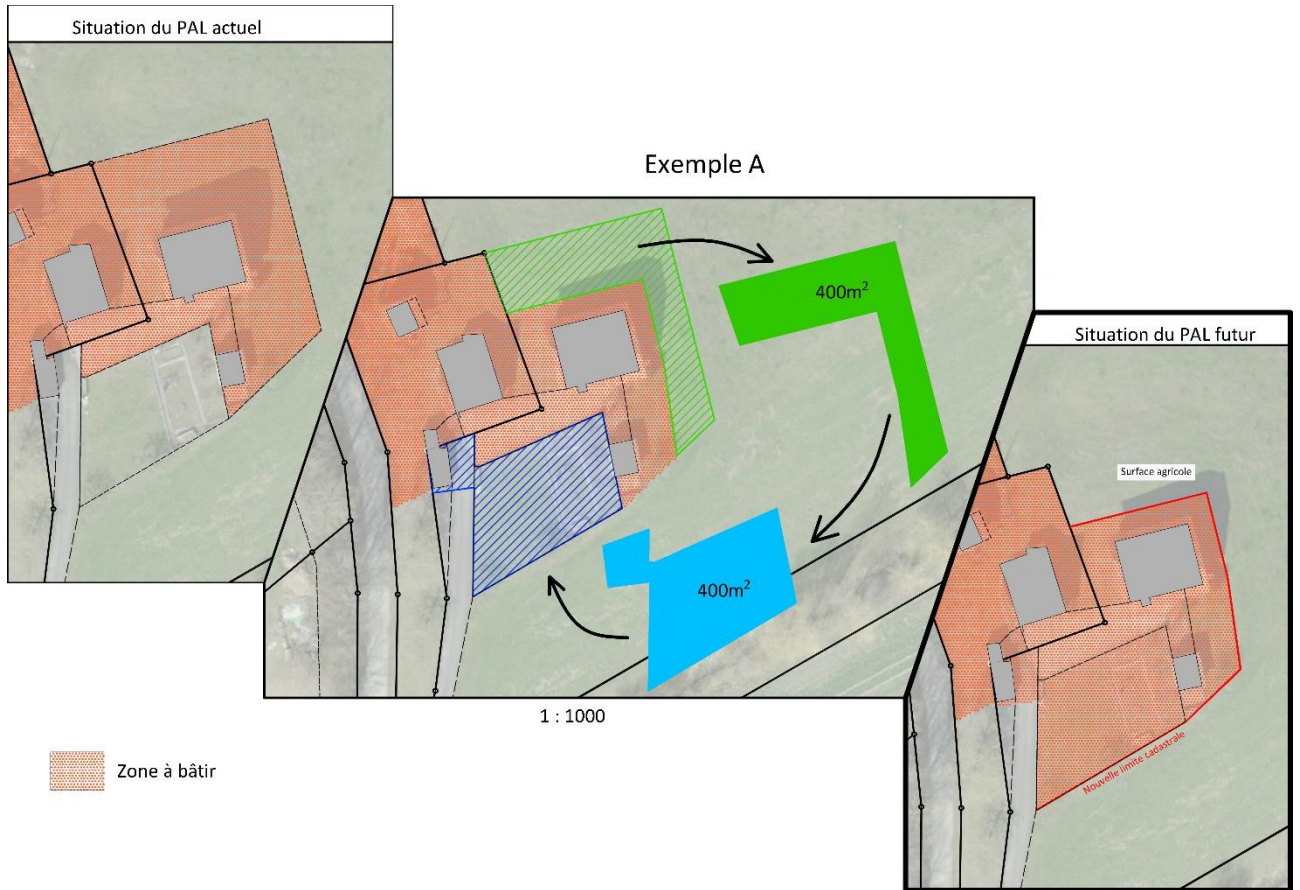 Situation du PAL actuel
Exemple A
400m²
Situation du PAL futur
Surface agricole
400m²
Nouvelle limite cadastrale
1 : 1000
Zone à bâtir